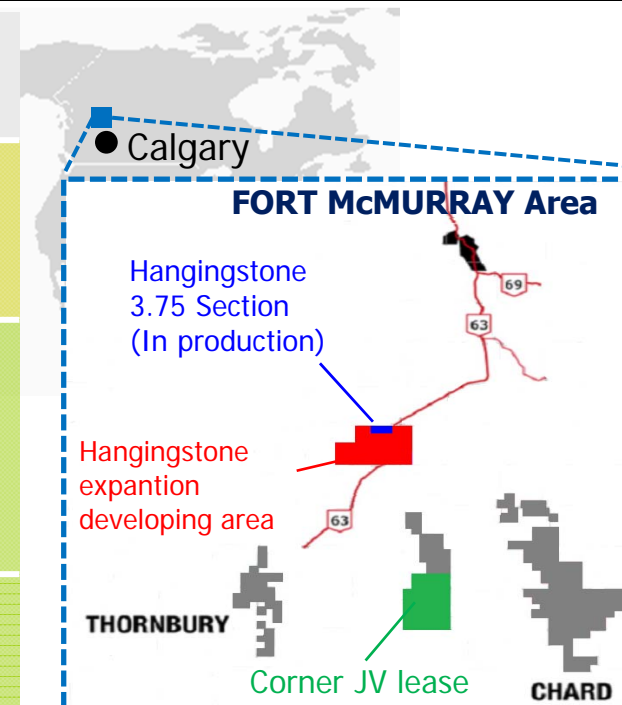 Calgary
FORT McMURRAY Area
Hangingstone
3.75 Section
(In production)
69
63
Hangingstone
expantion
developing area
63
THORNBURY
Corner JV lease
CHARD